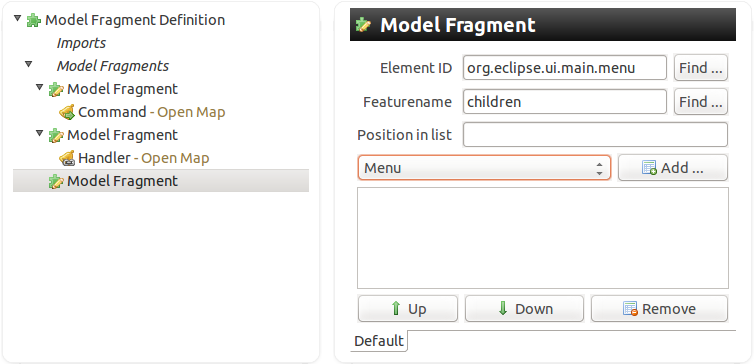 Model Fragment Definition
Imports
Model Fragments
Model Fragment
Command - Open Map
Model Fragment
Handler - Open Map
Model Fragment
Model Fragment
Element ID org.eclipse.ui.main.menu Find ...
Featurename children Find ...
Position in list
Menu Add ...
Up Down Remove
Default